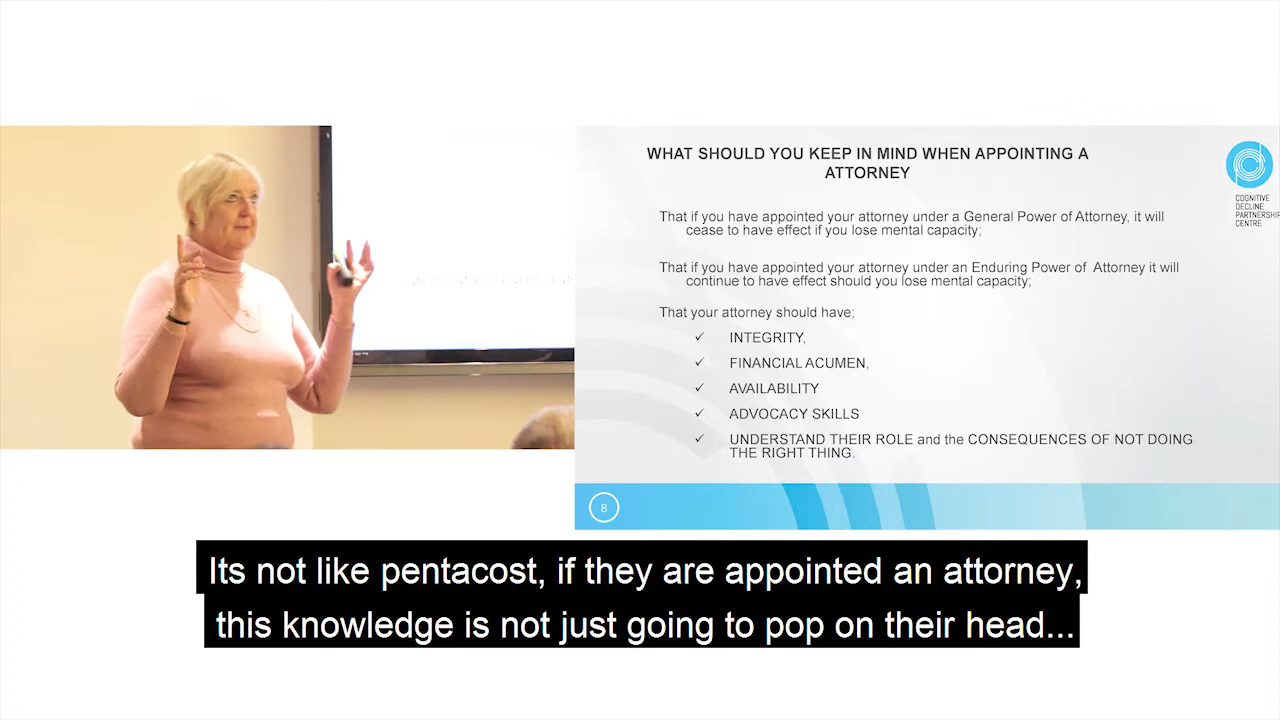 WHAT SHOULD YOU KEEP IN MIND WHEN APPOINTING A
ATTORNEY
COGNITIVE
DECLINE
PARTNERSHIP
CENTRE
That if you have appointed your attorney under a General Power of Attorney, it will
cease to have effect if you lose mental capacity;
That if you have appointed your attorney under an Enduring Power of Attorney it will
continue to have effect should you lose mental capacity;
That your attorney should have;
✓ INTEGRITY,
✓ FINANCIAL ACUMEN,
✓ AVAILABILITY
✓ ADVOCACY SKILLS
✓ UNDERSTAND THEIR ROLE and the CONSEQUENCES OF NOT DOING
THE RIGHT THING.
8
Its not like pentacost, if they are appointed an attorney,
this knowledge is not just going to pop on their head...